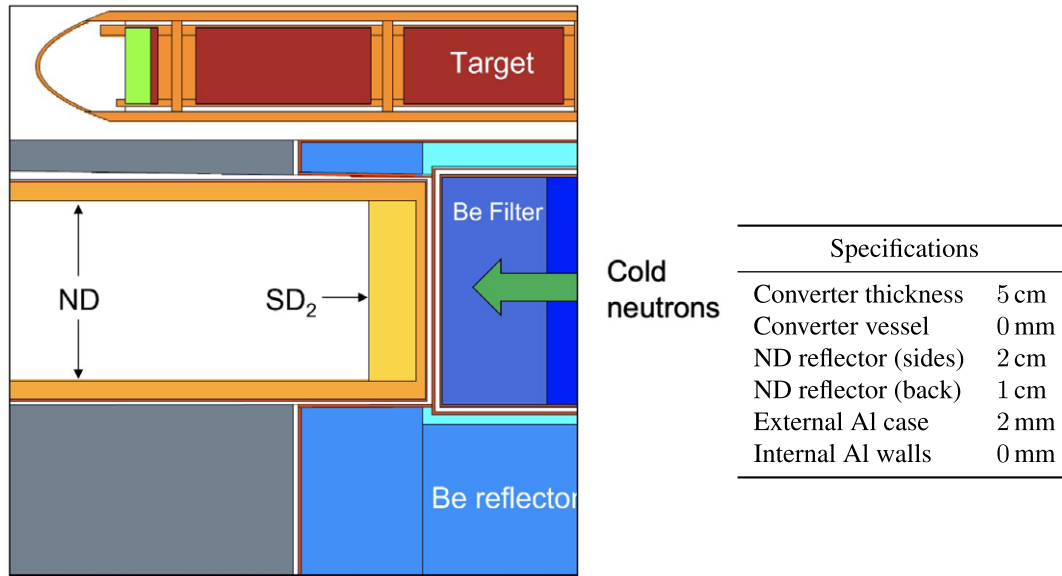 Target
Be Filter
ND
SD₂
Cold
neutrons
Be reflector
Specifications
Converter thickness 5 cm
Converter vessel 0 mm
ND reflector (sides) 2 cm
ND reflector (back) 1 cm
External Al case 2 mm
Internal Al walls 0 mm